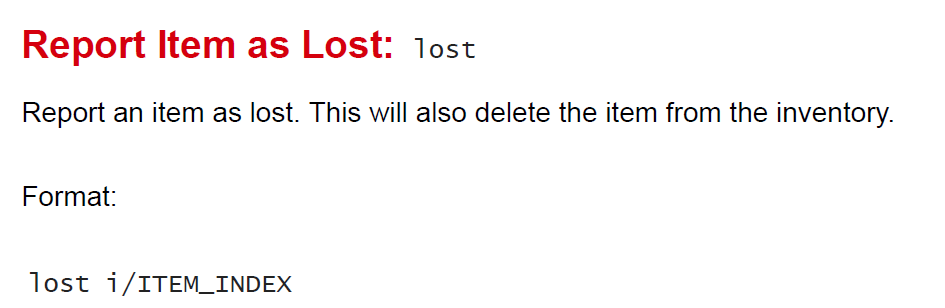 Report Item as Lost: lost
Report an item as lost. This will also delete the item from the inventory.
Format:
lost i/ITEM_INDEX